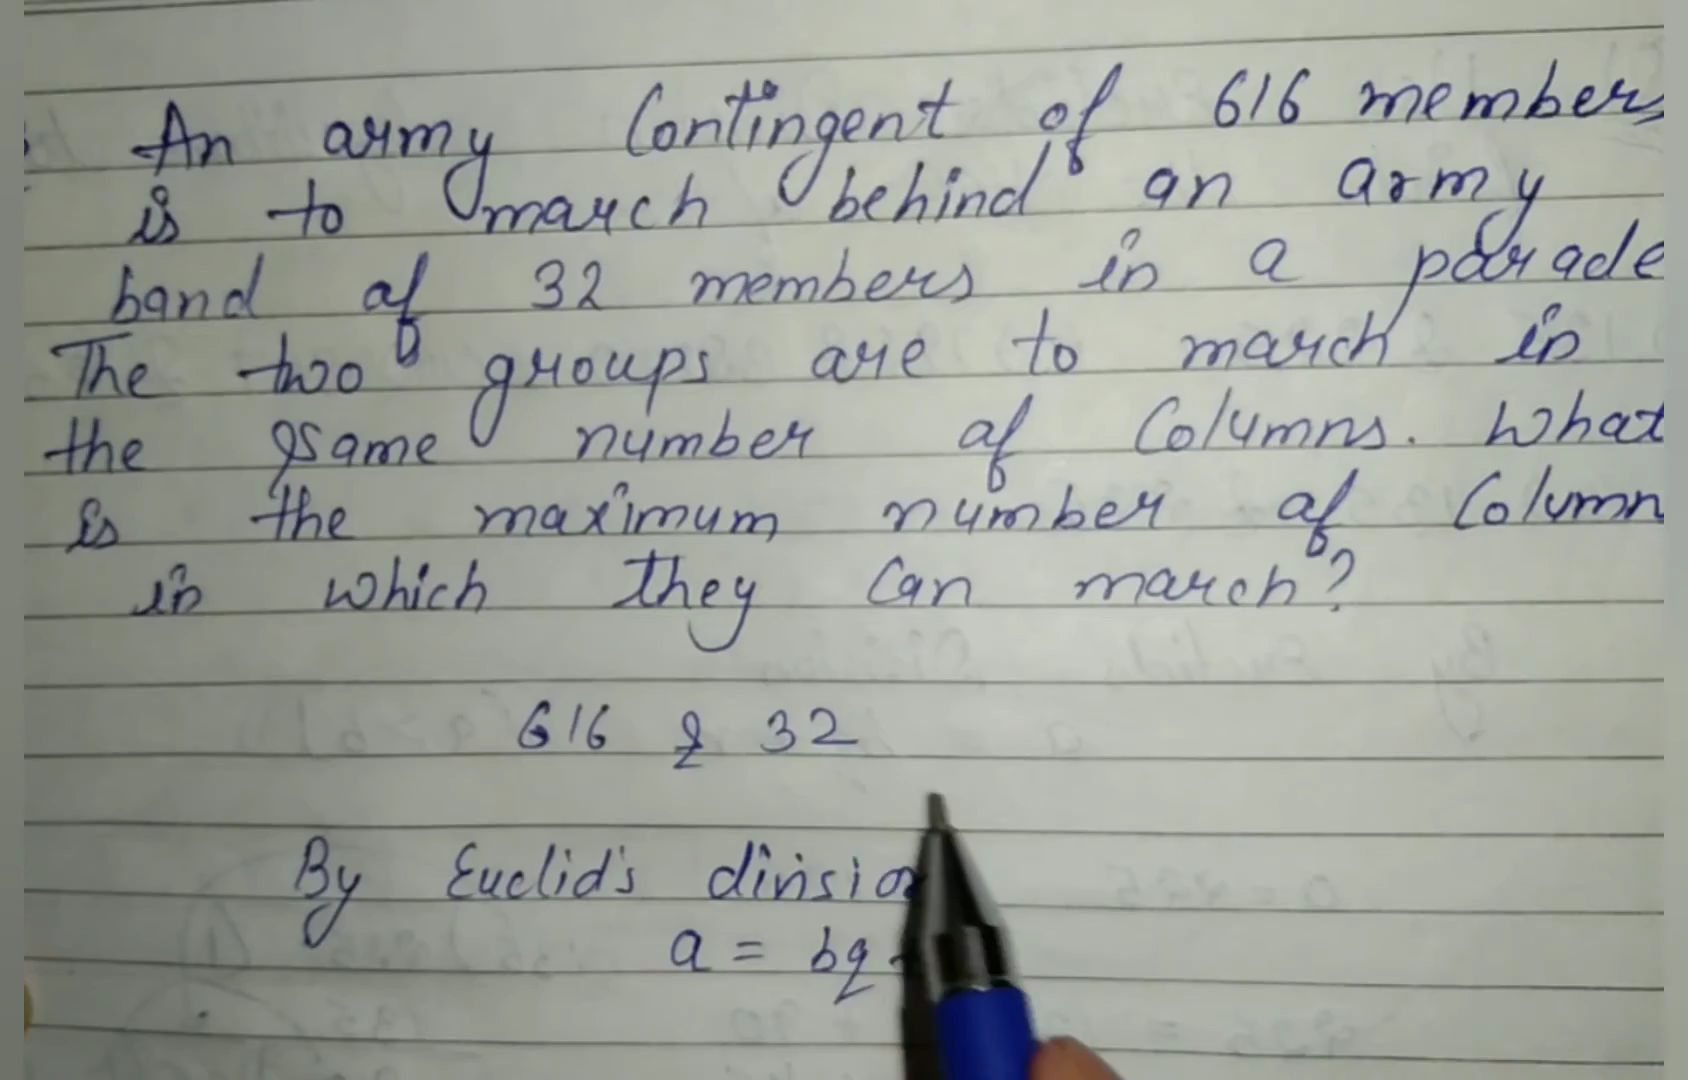 An army Contingent of 616 members
is to march behind an army
band of 32 members in a parade
The two groups are to march in
the same number of Columns. What
is the maximum number of Column
in which they can march?
616 & 32
By Euclid's division
a = bq